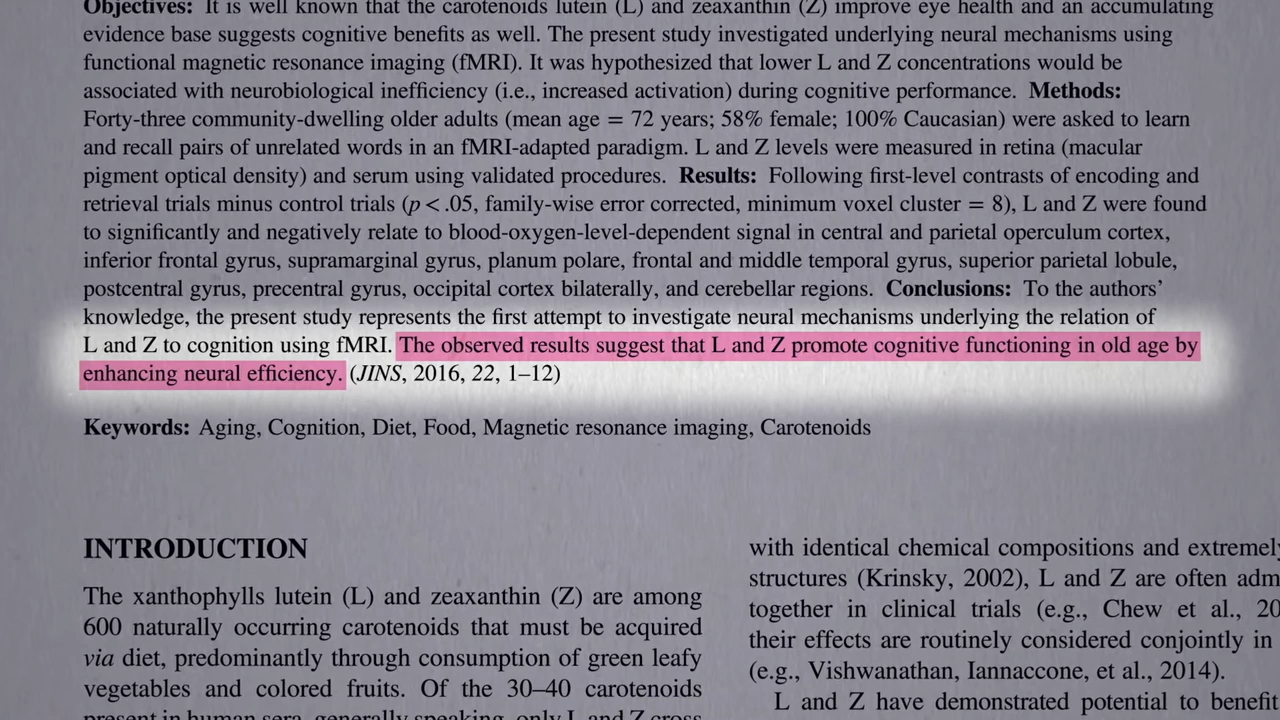 Objectives: It is well known that the carotenoids lutein (L) and zeaxanthin (Z) improve eye health and an accumulating
evidence base suggests cognitive benefits as well. The present study investigated underlying neural mechanisms using
functional magnetic resonance imaging (fMRI). It was hypothesized that lower L and Z concentrations would be
associated with neurobiological inefficiency (i.e., increased activation) during cognitive performance. Methods:
Forty-three community-dwelling older adults (mean age = 72 years; 58% female; 100% Caucasian) were asked to learn
and recall pairs of unrelated words in an fMRI-adapted paradigm. L and Z levels were measured in retina (macular
pigment optical density) and serum using validated procedures. Results: Following first-level contrasts of encoding and
retrieval trials minus control trials (p < .05, family-wise error corrected, minimum voxel cluster = 8), L and Z were found
to significantly and negatively relate to blood-oxygen-level-dependent signal in central and parietal operculum cortex,
inferior frontal gyrus, supramarginal gyrus, planum polare, frontal and middle temporal gyrus, superior parietal lobule,
postcentral gyrus, precentral gyrus, occipital cortex bilaterally, and cerebellar regions. Conclusions: To the authors'
knowledge, the present study represents the first attempt to investigate neural mechanisms underlying the relation of
L and Z to cognition using fMRI. The observed results suggest that L and Z promote cognitive functioning in old age by
enhancing neural efficiency. (JINS, 2016, 22, 1–12)
Keywords: Aging, Cognition, Diet, Food, Magnetic resonance imaging, Carotenoids
INTRODUCTION
The xanthophylls lutein (L) and zeaxanthin (Z) are among
600 naturally occurring carotenoids that must be acquired
via diet, predominantly through consumption of green leafy
vegetables and colored fruits. Of the 30–40 carotenoids
present in human sera, generally speaking, only L and Z cross
with identical chemical compositions and extremely
structures (Krinsky, 2002), L and Z are often adm
together in clinical trials (e.g., Chew et al., 20
their effects are routinely considered conjointly in
(e.g., Vishwanathan, Iannaccone, et al., 2014).
L and Z have demonstrated potential to benefit